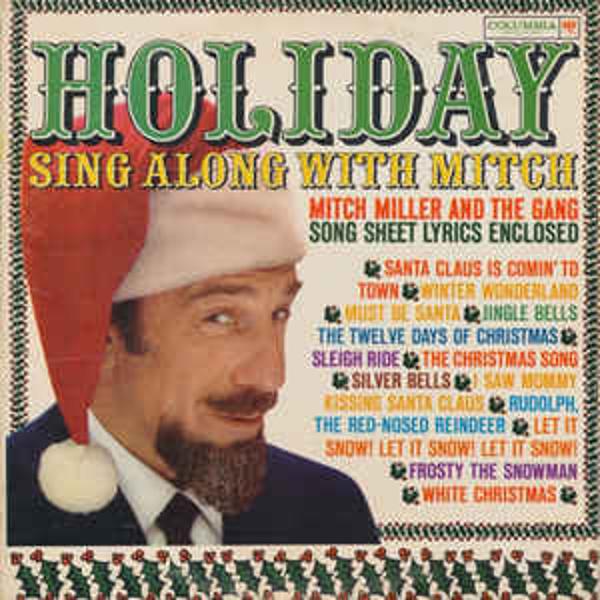 COLUMBIA
HOLIDAY
SING ALONG WITH MITCH
MITCH MILLER AND THE GANG
SONG SHEET LYRICS ENCLOSED
SANTA CLAUS IS COMIN' TO
TOWN WINTER WONDERLAND
MUST BE SANTA JINGLE BELLS
THE TWELVE DAYS OF CHRISTMAS
SLEIGH RIDE THE CHRISTMAS SONG
SILVER BELLS I SAW MOMMY
KISSING SANTA CLAUS RUDOLPH,
THE RED-NOSED REINDEER LET IT
SNOW! LET IT SNOW! LET IT SNOW!
FROSTY THE SNOWMAN
WHITE CHRISTMAS